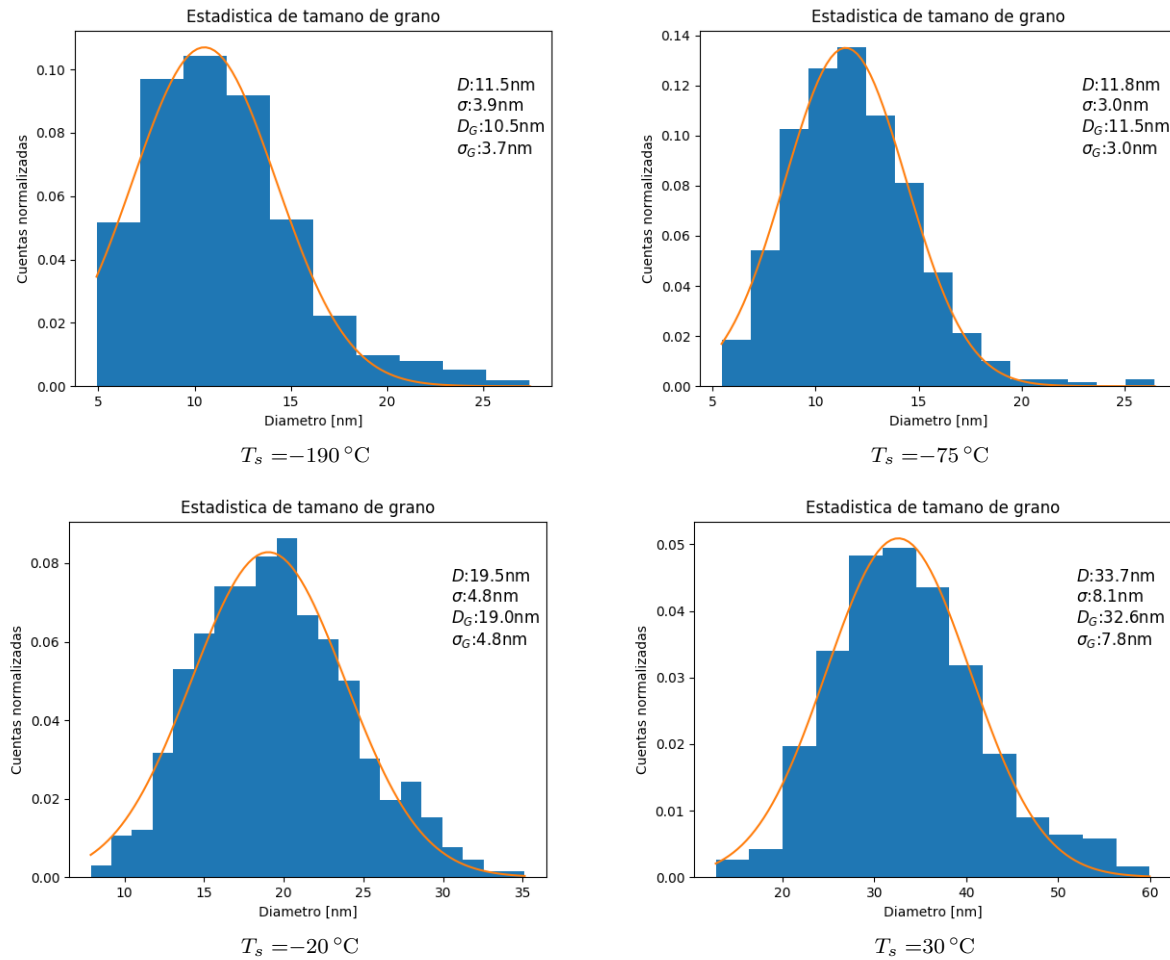 Estadistica de tamano de grano
Cuentas normalizadas
0.10
0.08
0.06
0.04
0.02
0.00
D:11.5nm
σ:3.9nm
D_G:10.5nm
σ_G:3.7nm
5 10 15 20 25
Diametro [nm]
T_s =−190 °C
Estadistica de tamano de grano
Cuentas normalizadas
0.14
0.12
0.10
0.08
0.06
0.04
0.02
0.00
D:11.8nm
σ:3.0nm
D_G:11.5nm
σ_G:3.0nm
5 10 15 20 25
Diametro [nm]
T_s =−75 °C
Estadistica de tamano de grano
Cuentas normalizadas
0.08
0.06
0.04
0.02
0.00
D:19.5nm
σ:4.8nm
D_G:19.0nm
σ_G:4.8nm
10 15 20 25 30 35
Diametro [nm]
T_s =−20 °C
Estadistica de tamano de grano
Cuentas normalizadas
0.05
0.04
0.03
0.02
0.01
0.00
D:33.7nm
σ:8.1nm
D_G:32.6nm
σ_G:7.8nm
20 30 40 50 60
Diametro [nm]
T_s =30 °C